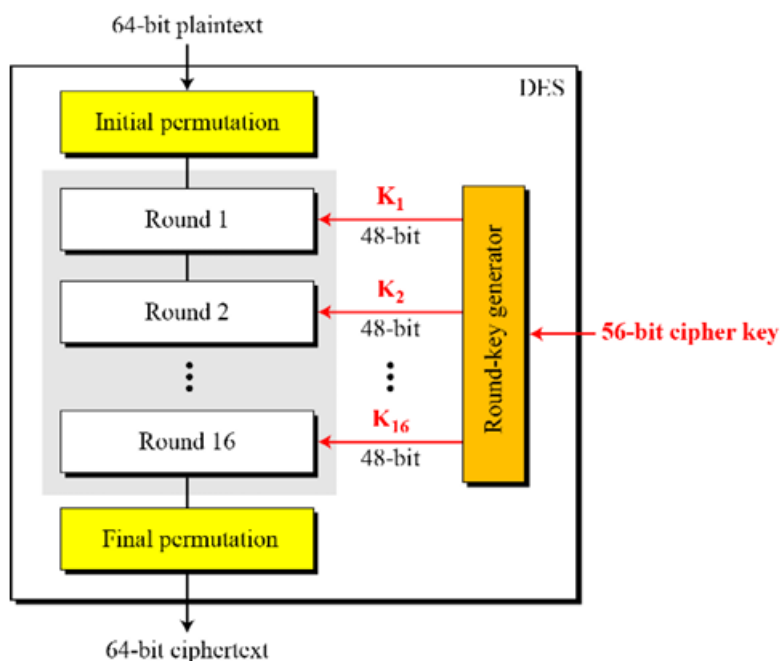 64-bit plaintext
DES
Initial permutation
Round 1
K1
48-bit
Round 2
K2
48-bit
Round-key generator
56-bit cipher key
Round 16
K16
48-bit
Final permutation
64-bit ciphertext